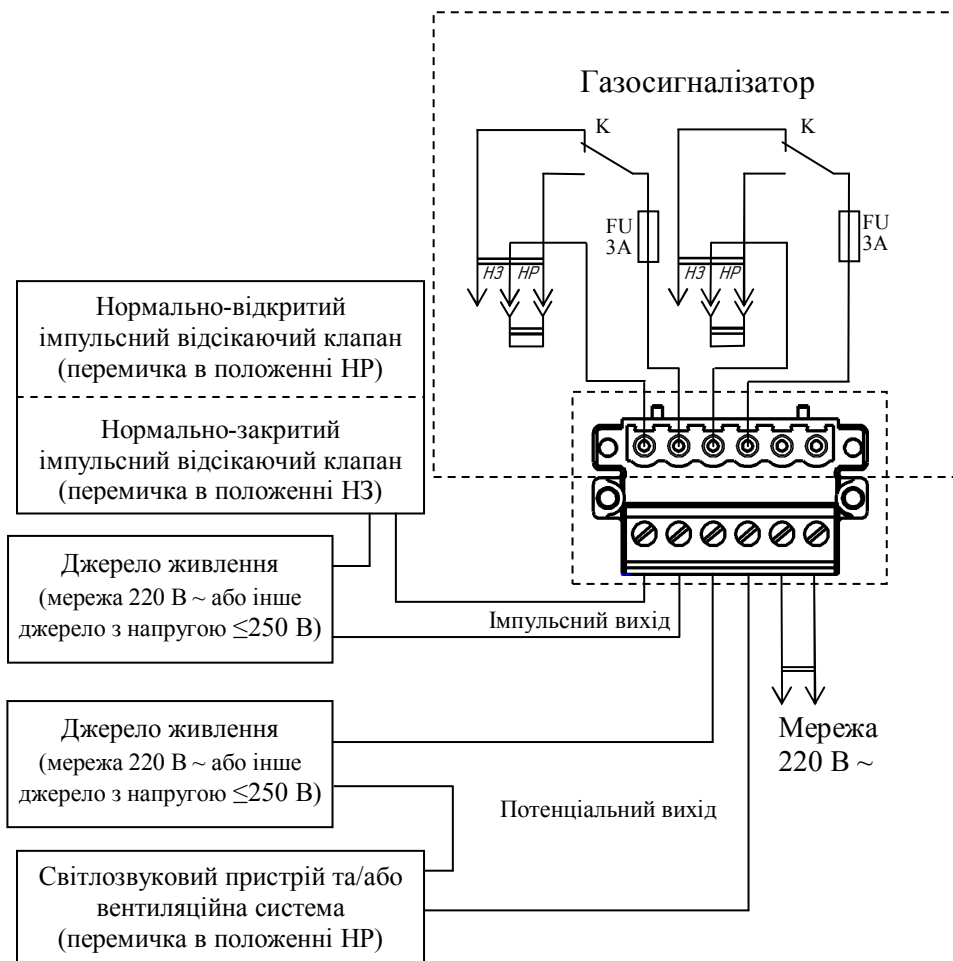 Газосигналізатор
K
K
FU
3A
FU
3A
НЗ НР
НЗ НР
Нормально-відкритий
імпульсний відсікаючий клапан
(перемичка в положенні НР)
Нормально-закритий
імпульсний відсікаючий клапан
(перемичка в положенні НЗ)
Джерело живлення
(мережа 220 В ~ або інше
джерело з напругою ≤250 В)
Імпульсний вихід
Джерело живлення
(мережа 220 В ~ або інше
джерело з напругою ≤250 В)
Мережа
220 В ~
Потенціальний вихід
Світлозвуковий пристрій та/або
вентиляційна система
(перемичка в положенні НР)